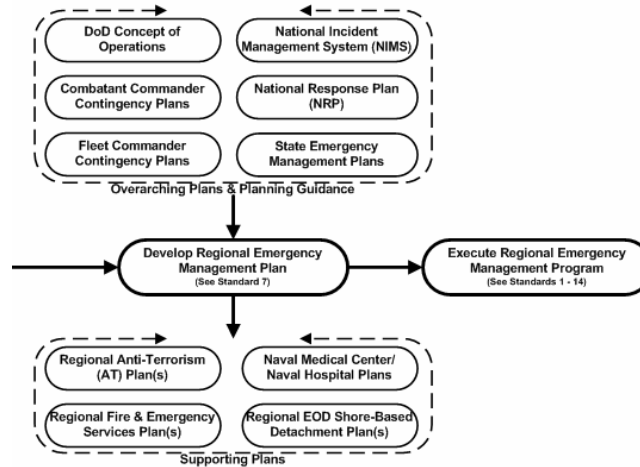 DoD Concept of
Operations
National Incident
Management System (NIMS)
Combatant Commander
Contingency Plans
National Response Plan
(NRP)
Fleet Commander
Contingency Plans
State Emergency
Management Plans
Overarching Plans & Planning Guidance
Develop Regional Emergency
Management Plan
(See Standard 7)
Execute Regional Emergency
Management Program
(See Standards 1 - 14)
Regional Anti-Terrorism
(AT) Plan(s)
Naval Medical Center/
Naval Hospital Plans
Regional Fire & Emergency
Services Plan(s)
Regional EOD Shore-Based
Detachment Plan(s)
Supporting Plans